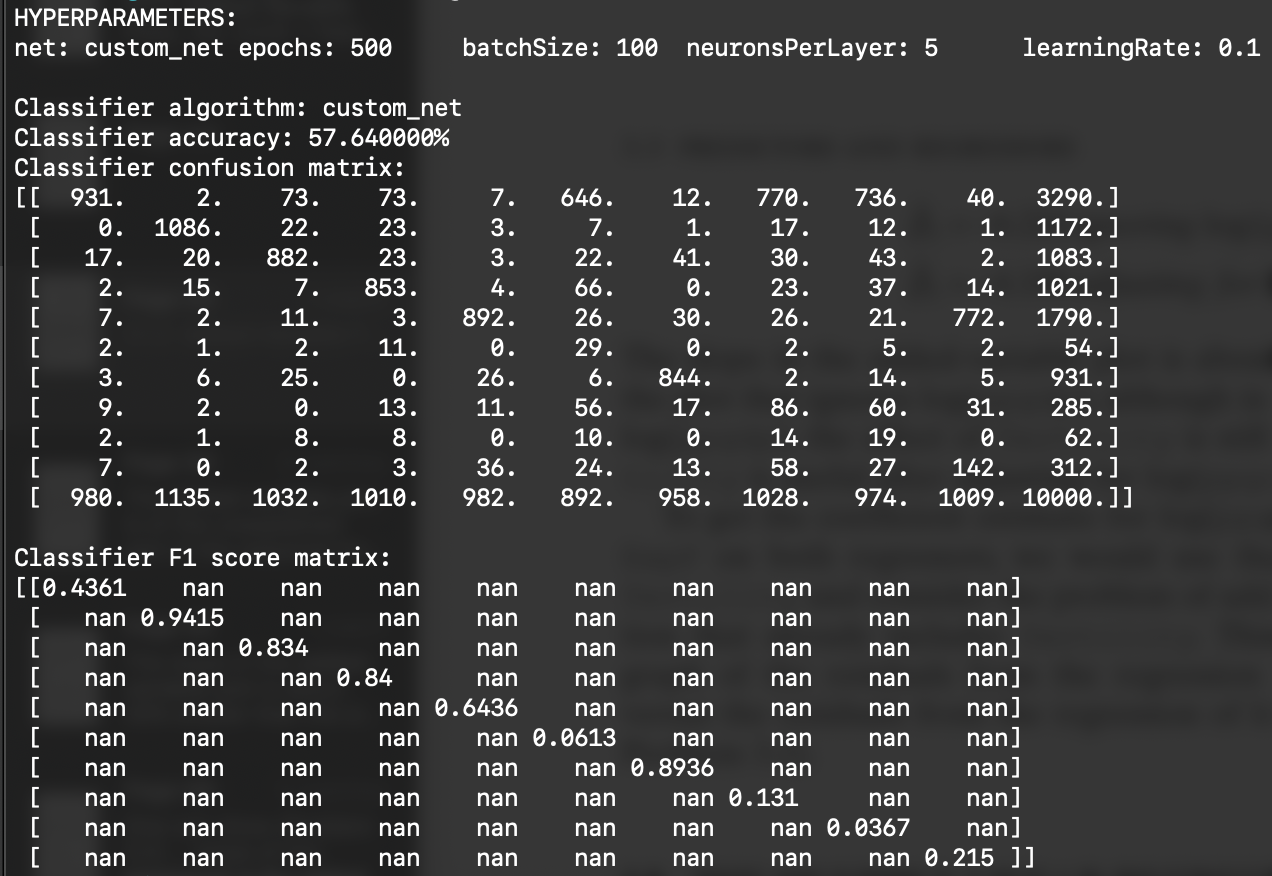 HYPERPARAMETERS:
net: custom_net epochs: 500     batchSize: 100  neuronsPerLayer: 5      learningRate: 0.1
Classifier algorithm: custom_net
Classifier accuracy: 57.640000%
Classifier confusion matrix:
[[  931.     2.    73.    73.     7.   646.    12.   770.   736.    40.  3290.]
 [    0.  1086.    22.    23.     3.     7.     1.    17.    12.     1.  1172.]
 [   17.    20.   882.    23.     3.    22.    41.    30.    43.     2.  1083.]
 [    2.    15.     7.   853.     4.    66.     0.    23.    37.    14.  1021.]
 [    7.     2.    11.     3.   892.    26.    30.    26.    21.   772.  1790.]
 [    2.     1.     2.    11.     0.    29.     0.     2.     5.     2.    54.]
 [    3.     6.    25.     0.    26.     6.   844.     2.    14.     5.   931.]
 [    9.     2.     0.    13.    11.    56.    17.    86.    60.    31.   285.]
 [    2.     1.     8.     8.     0.    10.     0.    14.    19.     0.    62.]
 [    7.     0.     2.     3.    36.    24.    13.    58.    27.   142.   312.]
 [  980.  1135.  1032.  1010.   982.   892.   958.  1028.   974.  1009. 10000.]]
Classifier F1 score matrix:
[[0.4361    nan    nan    nan    nan    nan    nan    nan    nan    nan]
 [   nan 0.9415    nan    nan    nan    nan    nan    nan    nan    nan]
 [   nan    nan 0.834     nan    nan    nan    nan    nan    nan    nan]
 [   nan    nan    nan 0.84      nan    nan    nan    nan    nan    nan]
 [   nan    nan    nan    nan 0.6436    nan    nan    nan    nan    nan]
 [   nan    nan    nan    nan    nan 0.0613    nan    nan    nan    nan]
 [   nan    nan    nan    nan    nan    nan 0.8936    nan    nan    nan]
 [   nan    nan    nan    nan    nan    nan    nan 0.131     nan    nan]
 [   nan    nan    nan    nan    nan    nan    nan    nan 0.0367    nan]
 [   nan    nan    nan    nan    nan    nan    nan    nan    nan 0.215 ]]